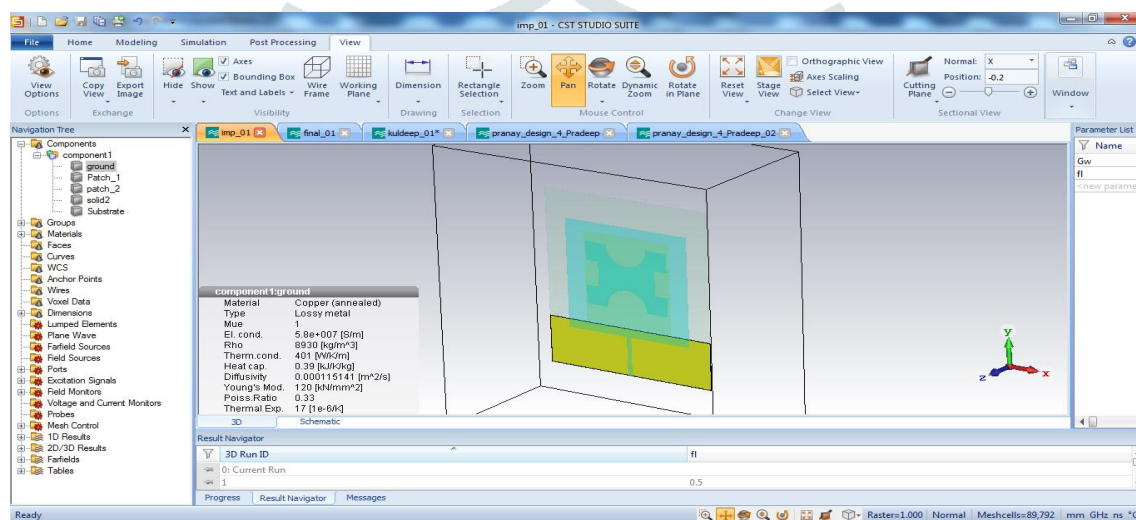 imp_01 - CST STUDIO SUITE
File Home Modeling Simulation Post Processing View
View Options
Copy View
Export Image
Hide
Show
Axes
Bounding Box
Text and Labels
Wire Frame
Working Plane
Dimension
Rectangle Selection
Zoom
Pan
Rotate
Dynamic Zoom
Rotate in Plane
Reset View
Stage View
Orthographic View
Axes Scaling
Select View
Cutting Plane
Normal: X
Position: -0.2
Window
Options Exchange Visibility Drawing Selection Mouse Control Change View Sectional View
Navigation Tree
Components
component1
ground
Patch_1
patch_2
solid2
Substrate
Groups
Materials
Faces
Curves
WCS
Anchor Points
Wires
Voxel Data
Dimensions
Lumped Elements
Plane Wave
Farfield Sources
Field Sources
Ports
Excitation Signals
Field Monitors
Voltage and Current Monitors
Probes
Mesh Control
1D Results
2D/3D Results
Farfields
Tables
imp_01 final_01 kuldeep_01* pranay_design_4_Pradeep pranay_design_4_Pradeep_02
component1:ground
Material Copper (annealed)
Type Lossy metal
Mue 1
El. cond. 5.8e+007 [S/m]
Rho 8930 [kg/m^3]
Therm.cond. 401 [W/K/m]
Heat cap. 0.39 [kJ/K/kg]
Diffusivity 0.000115141 [m^2/s]
Young's Mod. 120 [kN/mm^2]
Poiss.Ratio 0.33
Thermal Exp. 17 [1e-6/K]
y
z x
3D Schematic
Parameter List
Name
Gw
fl
<new parame
Result Navigator
3D Run ID fl
0: Current Run
1 0.5
Progress Result Navigator Messages
Ready Raster=1.000 Normal Meshcells=89,792 mm GHz ns °C